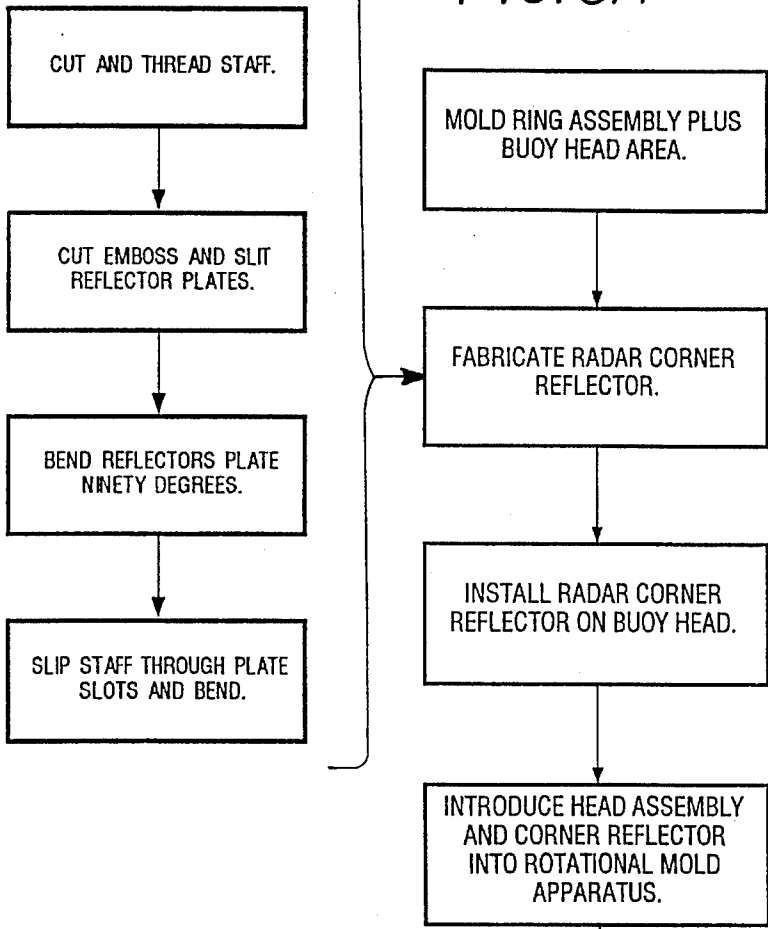 FIG.
CUT AND THREAD STAFF.
CUT EMBOSS AND SLIT
REFLECTOR PLATES.
BEND REFLECTORS PLATE
NINETY DEGREES.
SLIP STAFF THROUGH PLATE
SLOTS AND BEND.
MOLD RING ASSEMBLY PLUS
BUOY HEAD AREA.
FABRICATE RADAR CORNER
REFLECTOR.
INSTALL RADAR CORNER
REFLECTOR ON BUOY HEAD.
INTRODUCE HEAD ASSEMBLY
AND CORNER REFLECTOR
INTO ROTATIONAL MOLD
APPARATUS.